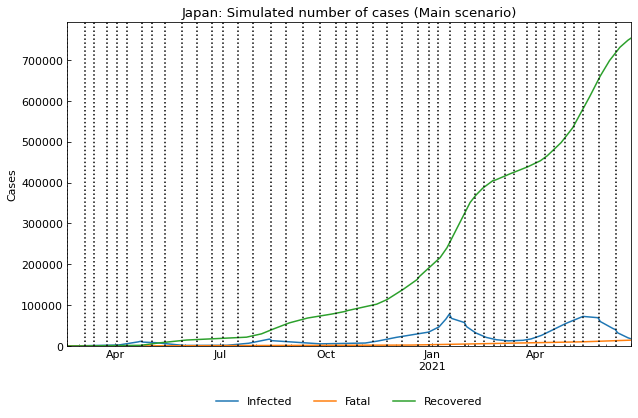 Japan: Simulated number of cases (Main scenario)
700000
600000
500000
400000
300000
200000
100000
0
Cases
Apr Jul Oct Jan Apr
2021
Infected Fatal Recovered